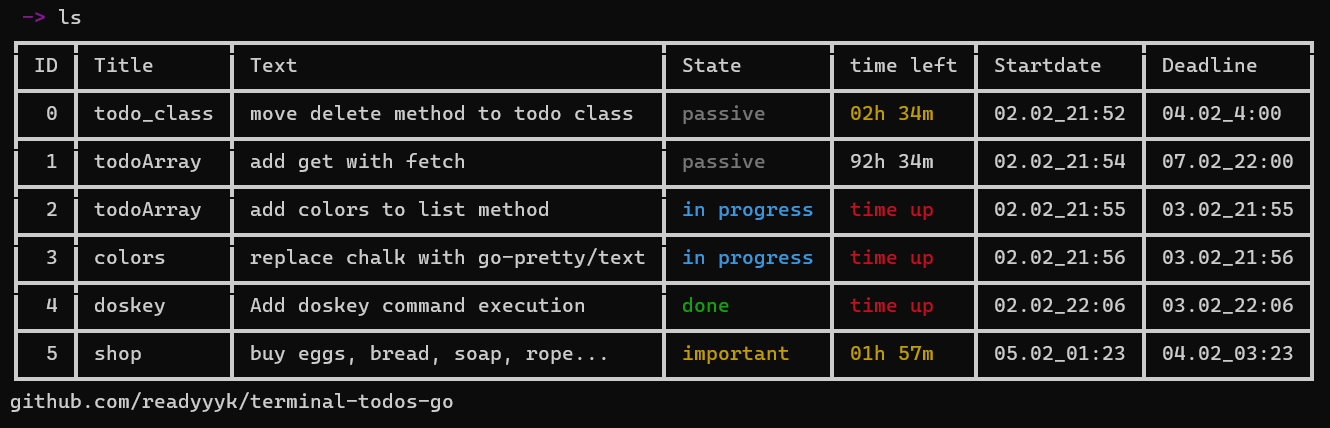 -> ls
ID Title Text State time left Startdate Deadline
0 todo_class move delete method to todo class passive 02h 34m 02.02_21:52 04.02_4:00
1 todoArray add get with fetch passive 92h 34m 02.02_21:54 07.02_22:00
2 todoArray add colors to list method in progress time up 02.02_21:55 03.02_21:55
3 colors replace chalk with go-pretty/text in progress time up 02.02_21:56 03.02_21:56
4 doskey Add doskey command execution done time up 02.02_22:06 03.02_22:06
5 shop buy eggs, bread, soap, rope... important 01h 57m 05.02_01:23 04.02_03:23
github.com/readyyyk/terminal-todos-go